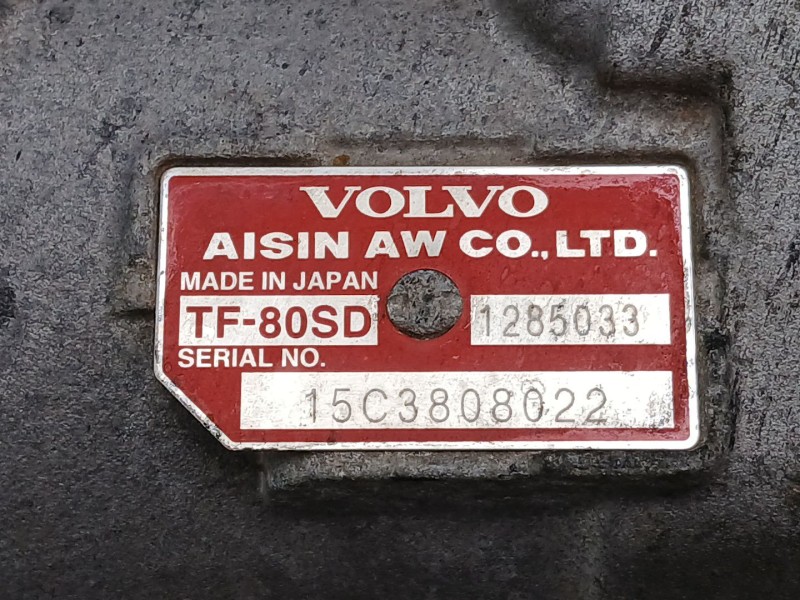 VOLVO
AISIN AW CO., LTD.
MADE IN JAPAN
TF-80SD 1285033
SERIAL NO.
15C3808022